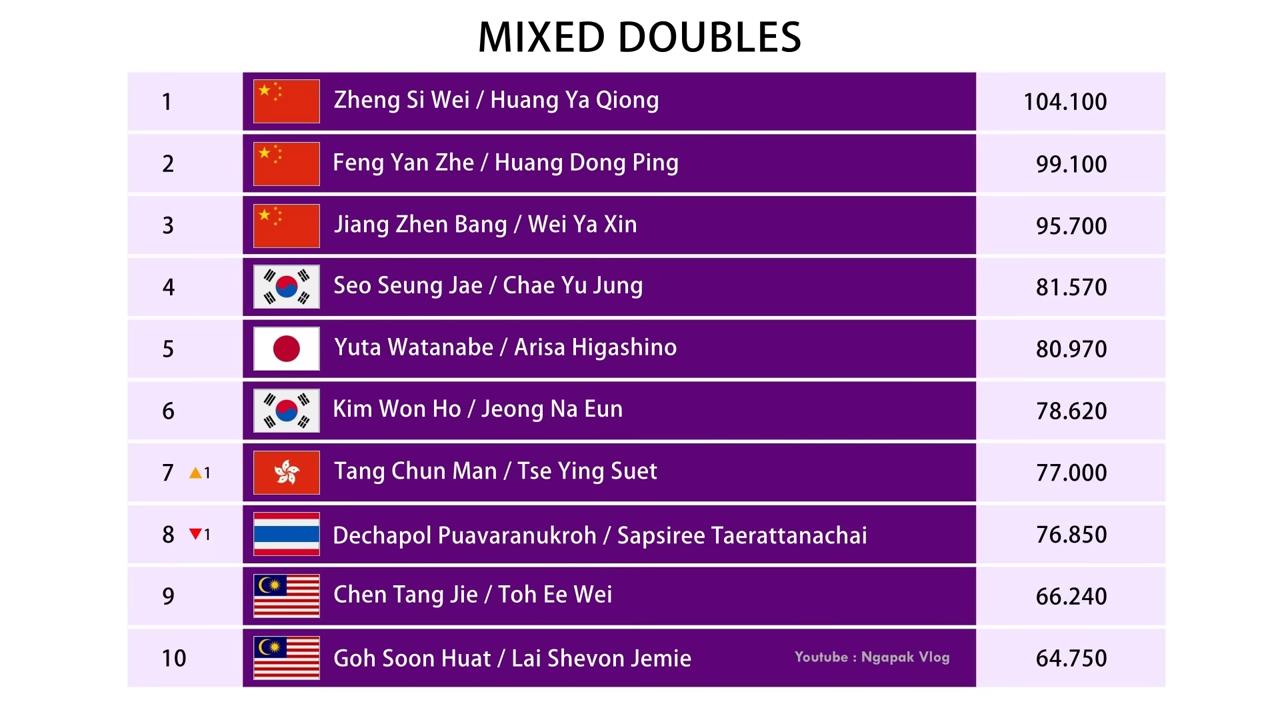 MIXED DOUBLES
1 Zheng Si Wei / Huang Ya Qiong 104.100
2 Feng Yan Zhe / Huang Dong Ping 99.100
3 Jiang Zhen Bang / Wei Ya Xin 95.700
4 Seo Seung Jae / Chae Yu Jung 81.570
5 Yuta Watanabe / Arisa Higashino 80.970
6 Kim Won Ho / Jeong Na Eun 78.620
7 ▲1 Tang Chun Man / Tse Ying Suet 77.000
8 ▼1 Dechapol Puavaranukroh / Sapsiree Taerattanachai 76.850
9 Chen Tang Jie / Toh Ee Wei 66.240
10 Goh Soon Huat / Lai Shevon Jemie Youtube : Ngapak Vlog 64.750